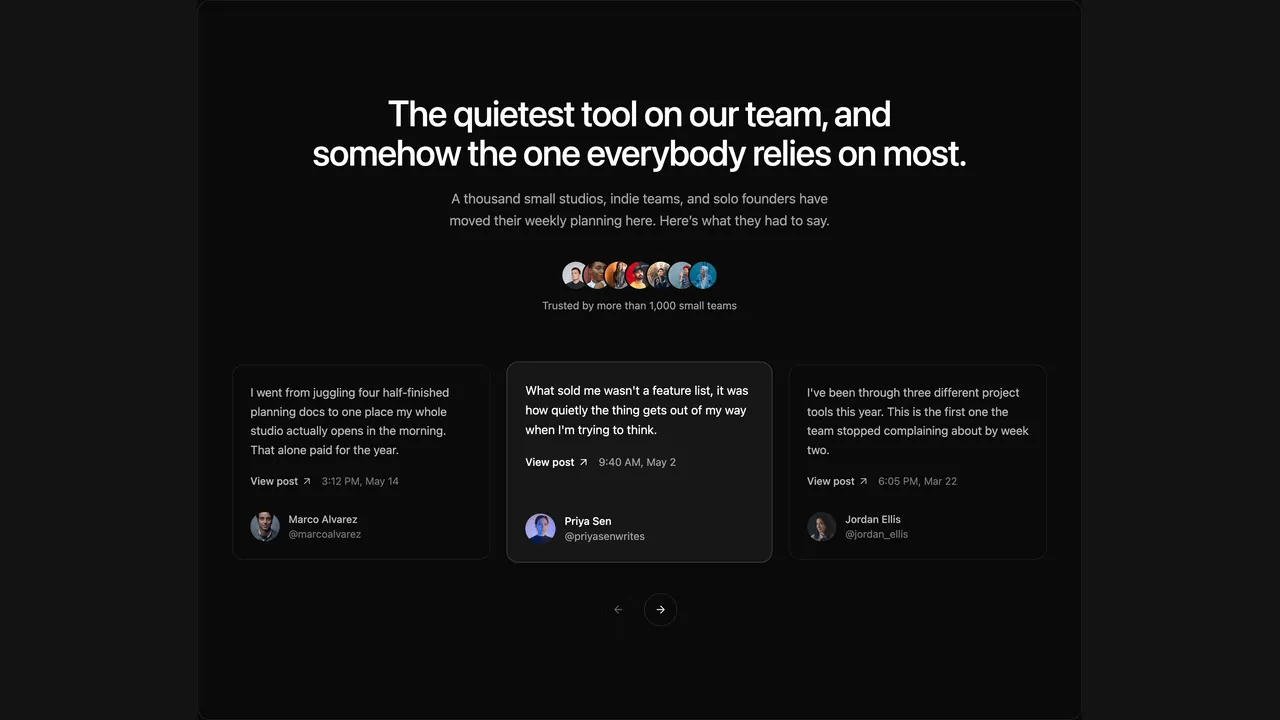 The quietest tool on our team, and
somehow the one everybody relies on most.
A thousand small studios, indie teams, and solo founders have
moved their weekly planning here. Here’s what they had to say.
Trusted by more than 1,000 small teams
I went from juggling four half-finished
planning docs to one place my whole
studio actually opens in the morning.
That alone paid for the year.
View post ↗ 3:12 PM, May 14
Marco Alvarez
@marcoalvarez
What sold me wasn't a feature list, it was
how quietly the thing gets out of my way
when I'm trying to think.
View post ↗ 9:40 AM, May 2
Priya Sen
@priyasenwrites
I've been through three different project
tools this year. This is the first one the
team stopped complaining about by week
two.
View post ↗ 6:05 PM, Mar 22
Jordan Ellis
@jordan_ellis